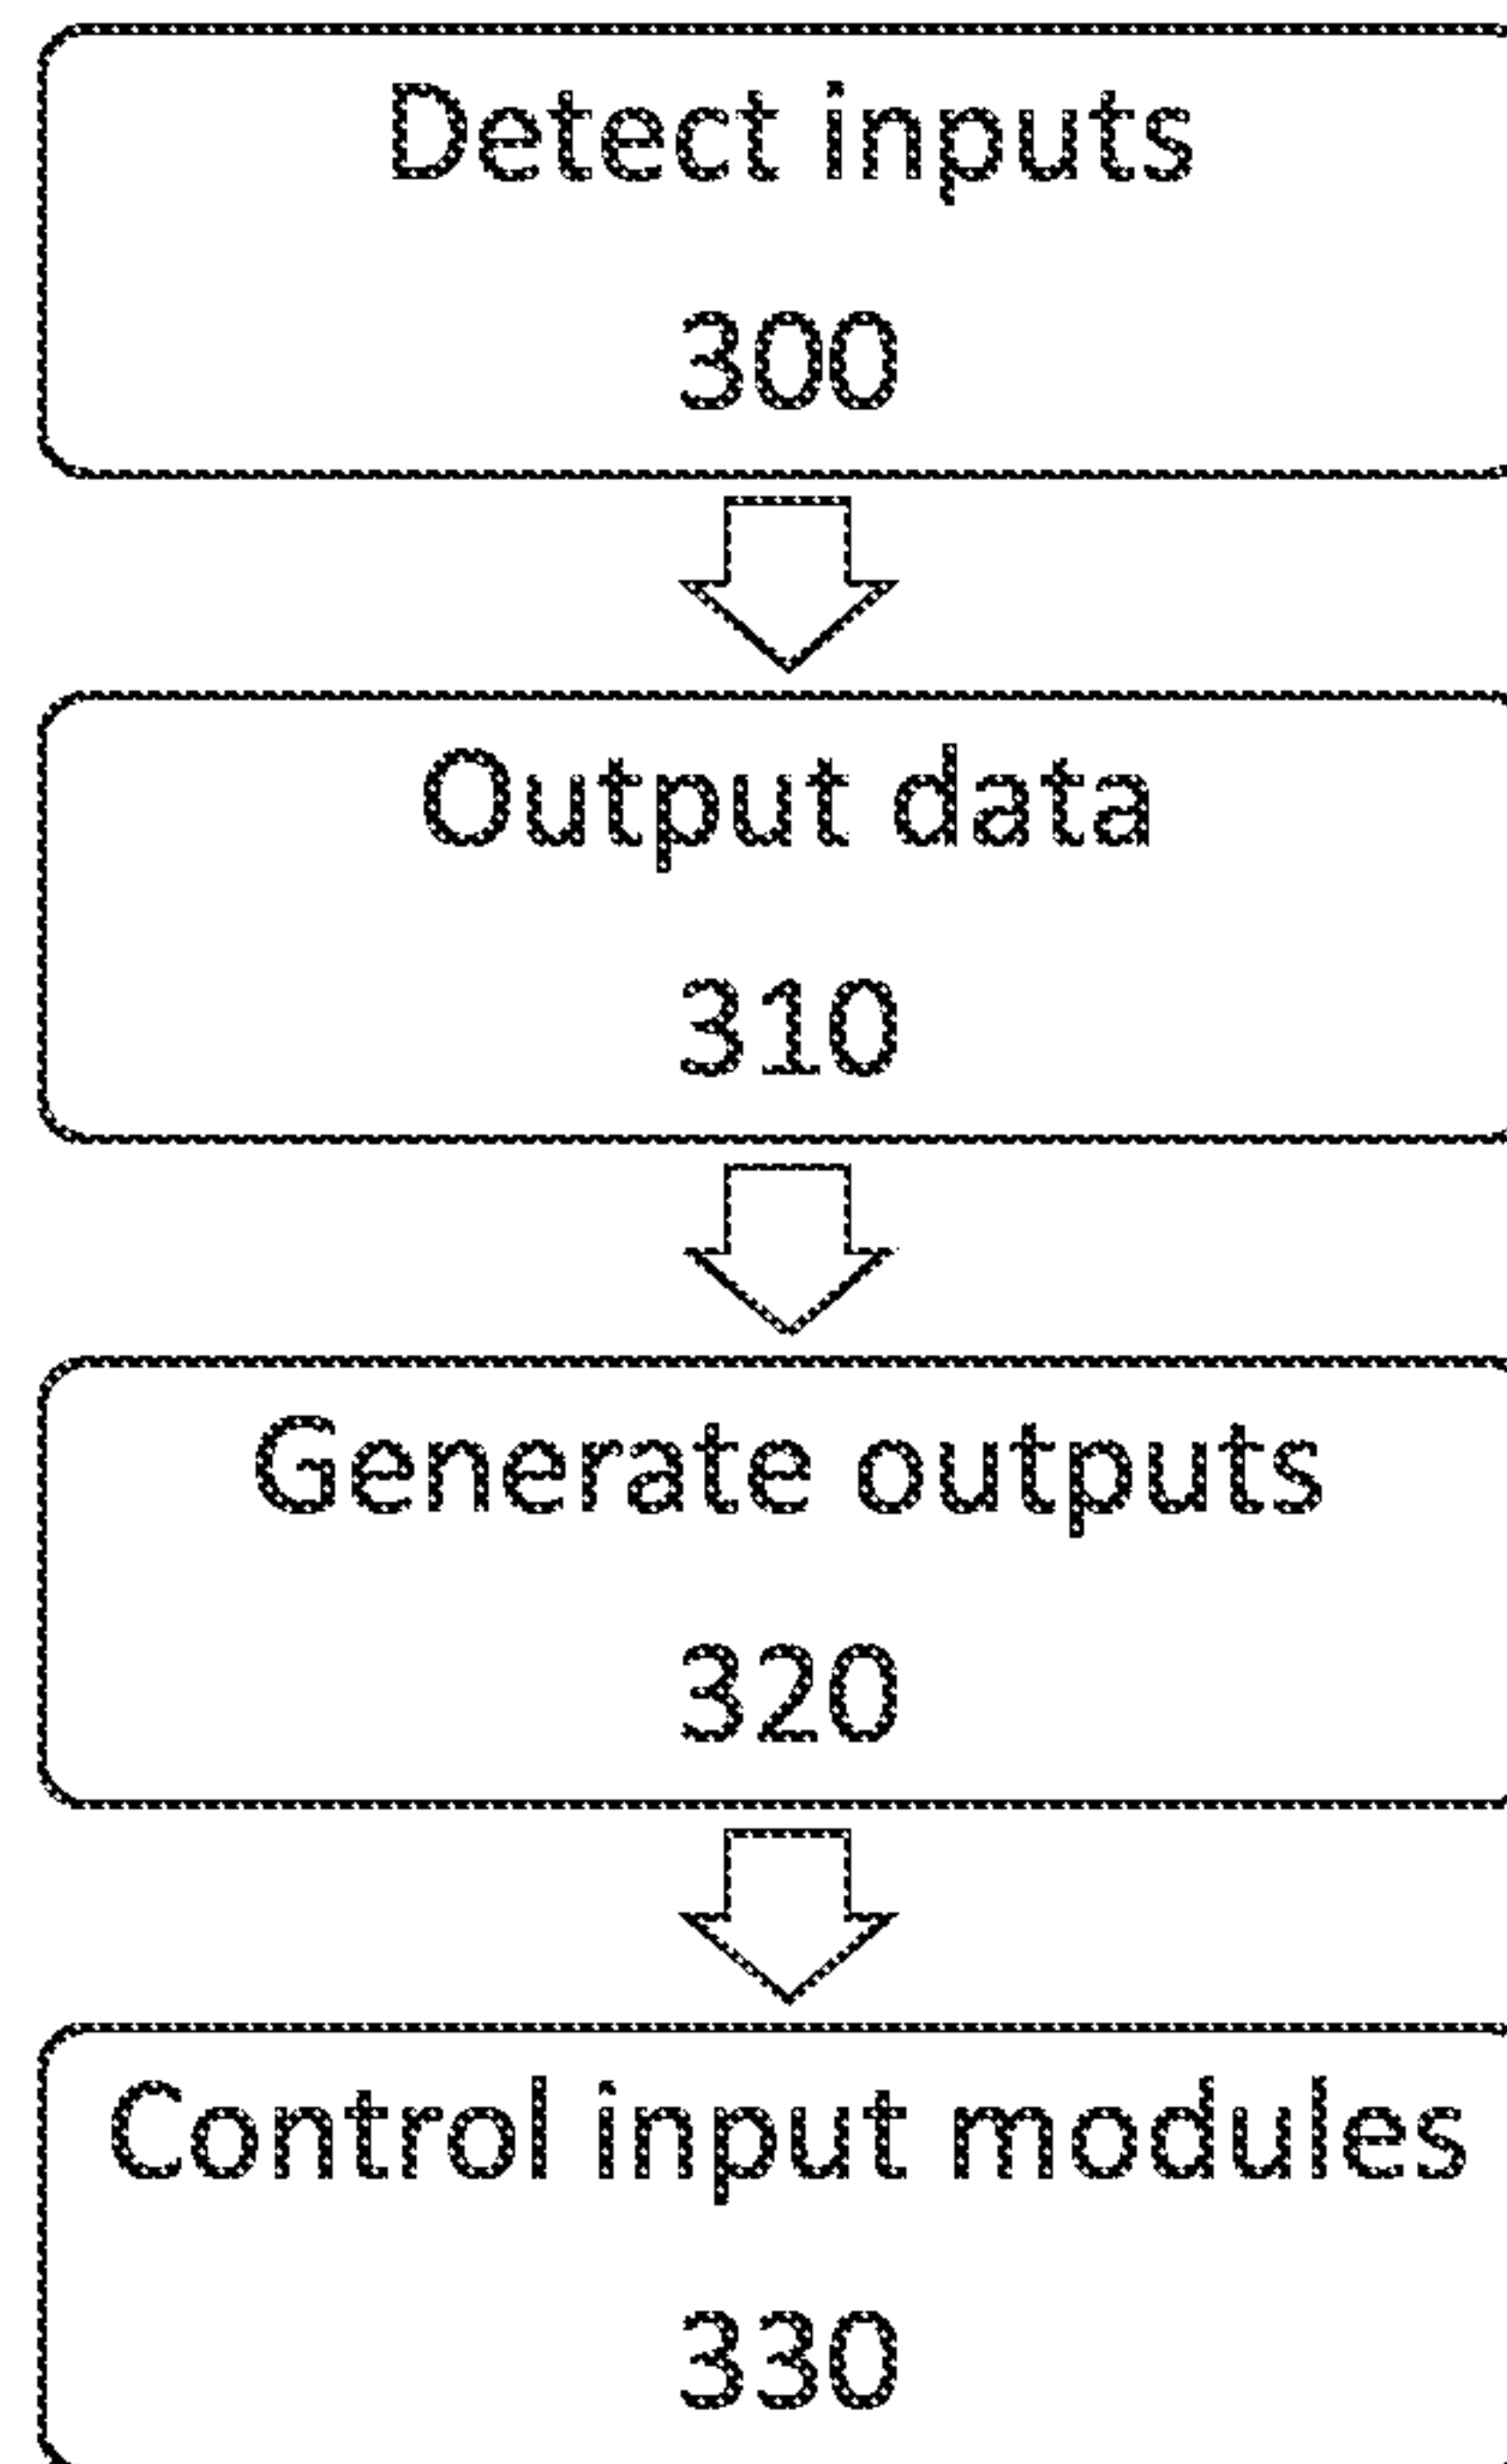 Detect inputs
300
Output data
310
Generate outputs
320
Control input modules
330